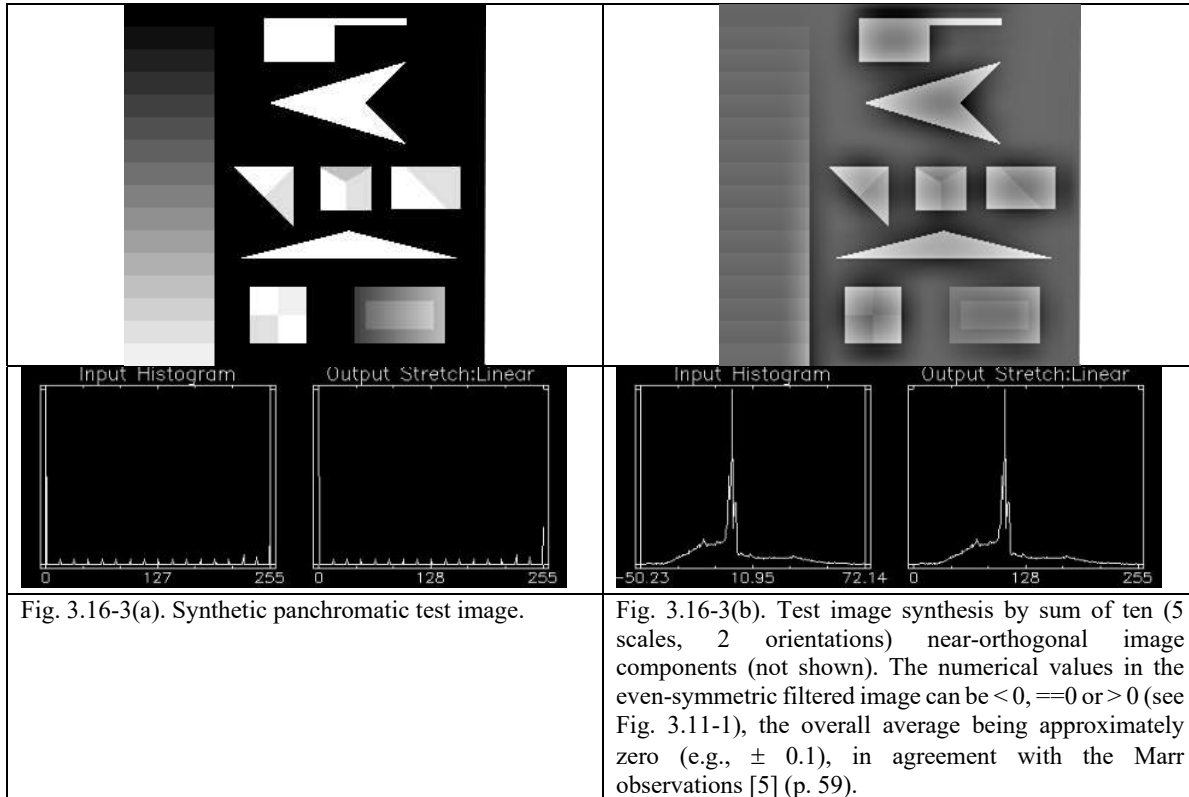 Input Histogram
Output Stretch:Linear
0
127
255
0
128
255
Input Histogram
Output Stretch:Linear
-50.23
10.95
72.14
0
128
255
Fig. 3.16-3(a). Synthetic panchromatic test image.
Fig. 3.16-3(b). Test image synthesis by sum of ten (5
scales, 2 orientations) near-orthogonal image
components (not shown). The numerical values in the
even-symmetric filtered image can be < 0, ==0 or > 0 (see
Fig. 3.11-1), the overall average being approximately
zero (e.g., ± 0.1), in agreement with the Marr
observations [5] (p. 59).